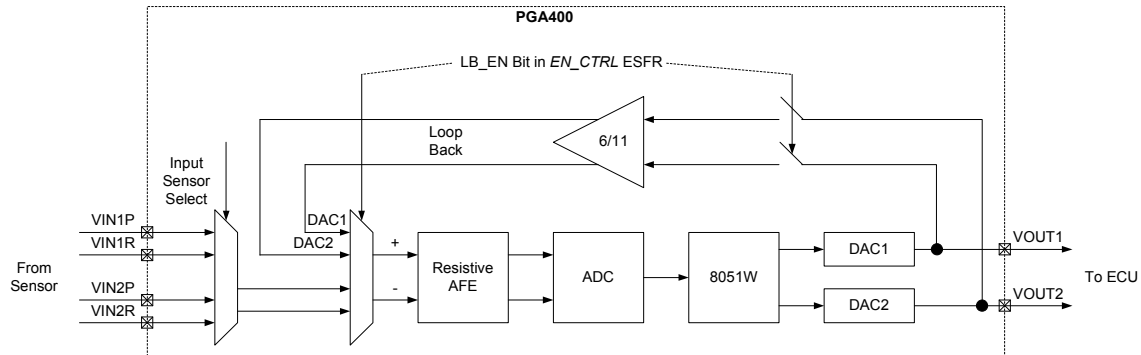 PGA400
LB_EN Bit in EN_CTRL ESFR
6/11
Loop
Back
Input
Sensor
Select
VIN1P
VIN1R
VIN2P
VIN2R
From
Sensor
DAC1
DAC2
+
-
Resistive
AFE
ADC
8051W
DAC1
DAC2
VOUT1
VOUT2
To ECU